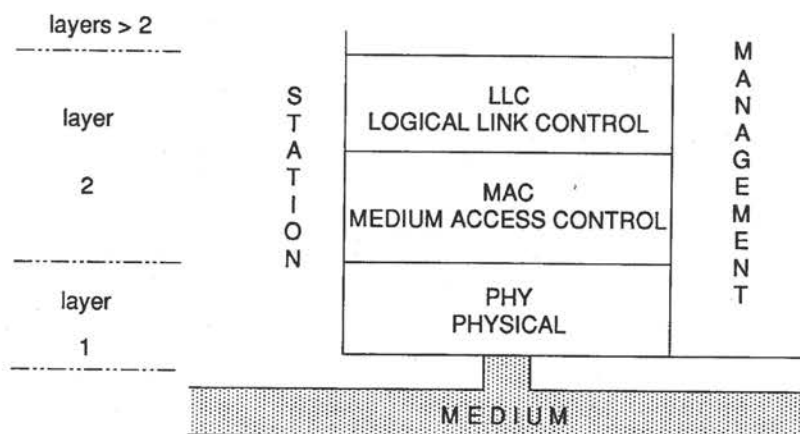 layers > 2
layer
2
layer
1
STATION
LLC
LOGICAL LINK CONTROL
MAC
MEDIUM ACCESS CONTROL
PHY
PHYSICAL
MANAGEMENT
MEDIUM